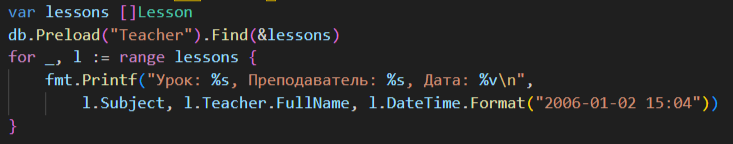 var lessons []Lesson
db.Preload("Teacher").Find(&lessons)
for _, l := range lessons {
    fmt.Printf("Урок: %s, Преподаватель: %s, Дата: %v\n",
        l.Subject, l.Teacher.FullName, l.DateTime.Format("2006-01-02 15:04"))
}